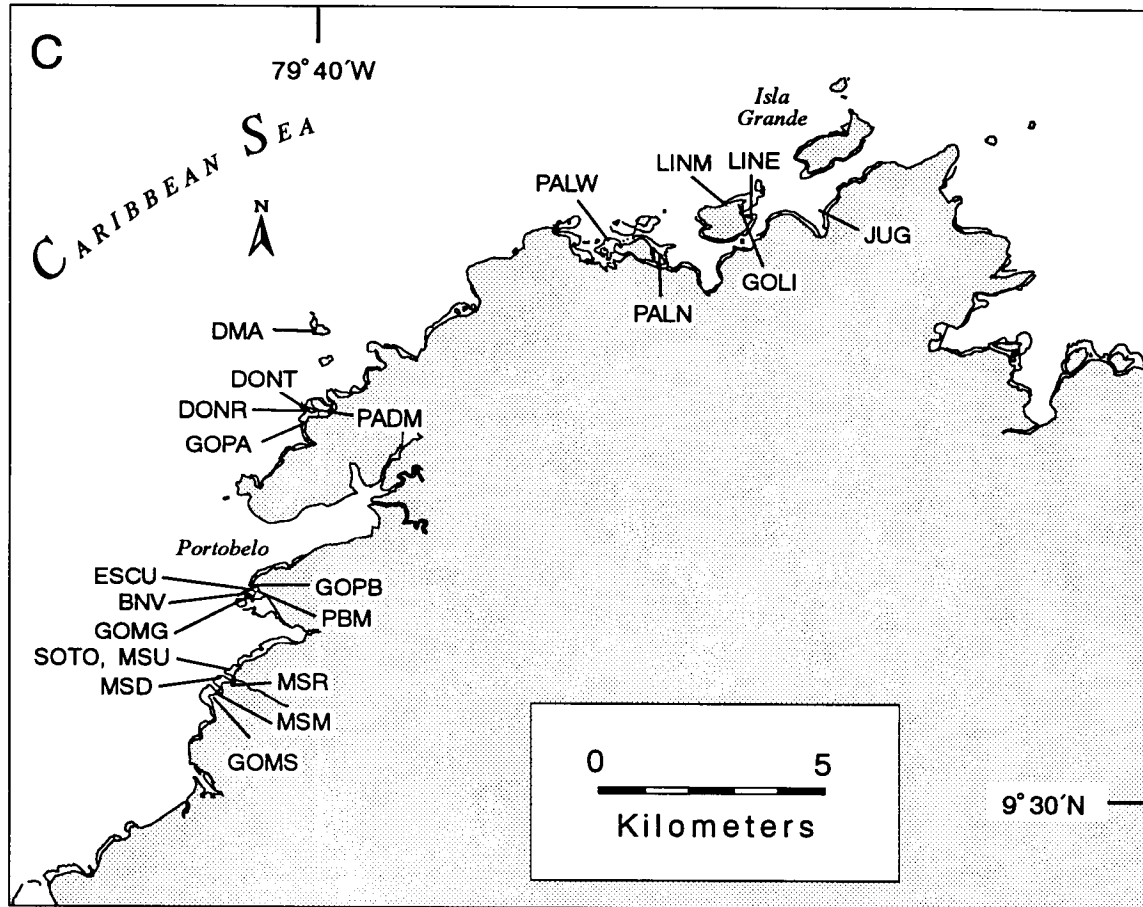 C
79°40′W
CARIBBEAN SEA
N
Isla
Grande
LINM LINE
PALW
JUG
GOLI
PALN
DMA
DONT
DONR
PADM
GOPA
Portobelo
ESCU
GOPB
BNV
PBM
GOMG
SOTO, MSU
MSD
MSR
MSM
GOMS
0 5
Kilometers
9°30′N